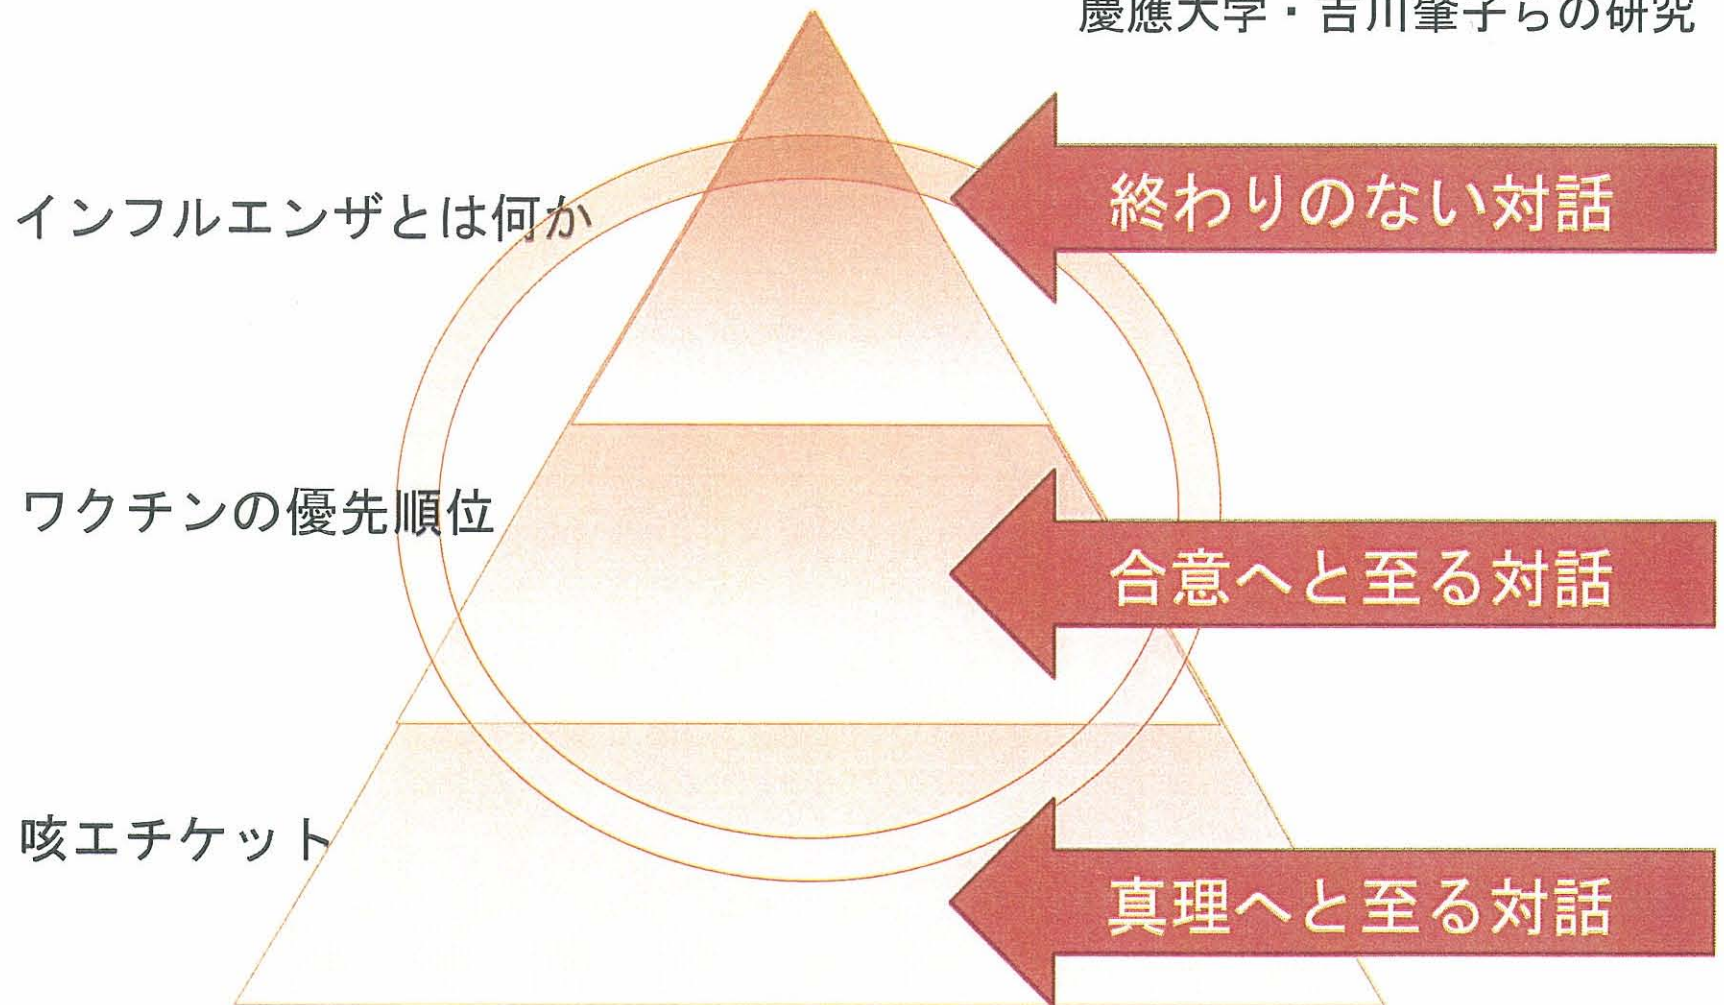 慶應大学・吉川肇子らの研究
インフルエンザとは何か
終わりのない対話
ワクチンの優先順位
合意へと至る対話
咳エチケット
真理へと至る対話